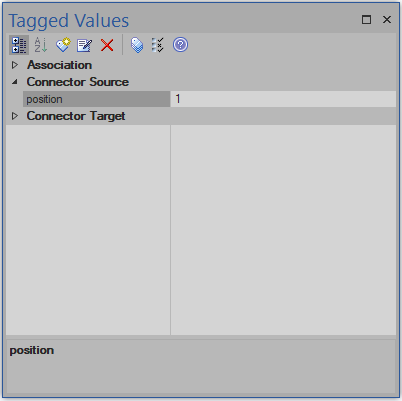 Tagged Values
Association
Connector Source
position 1
Connector Target
position